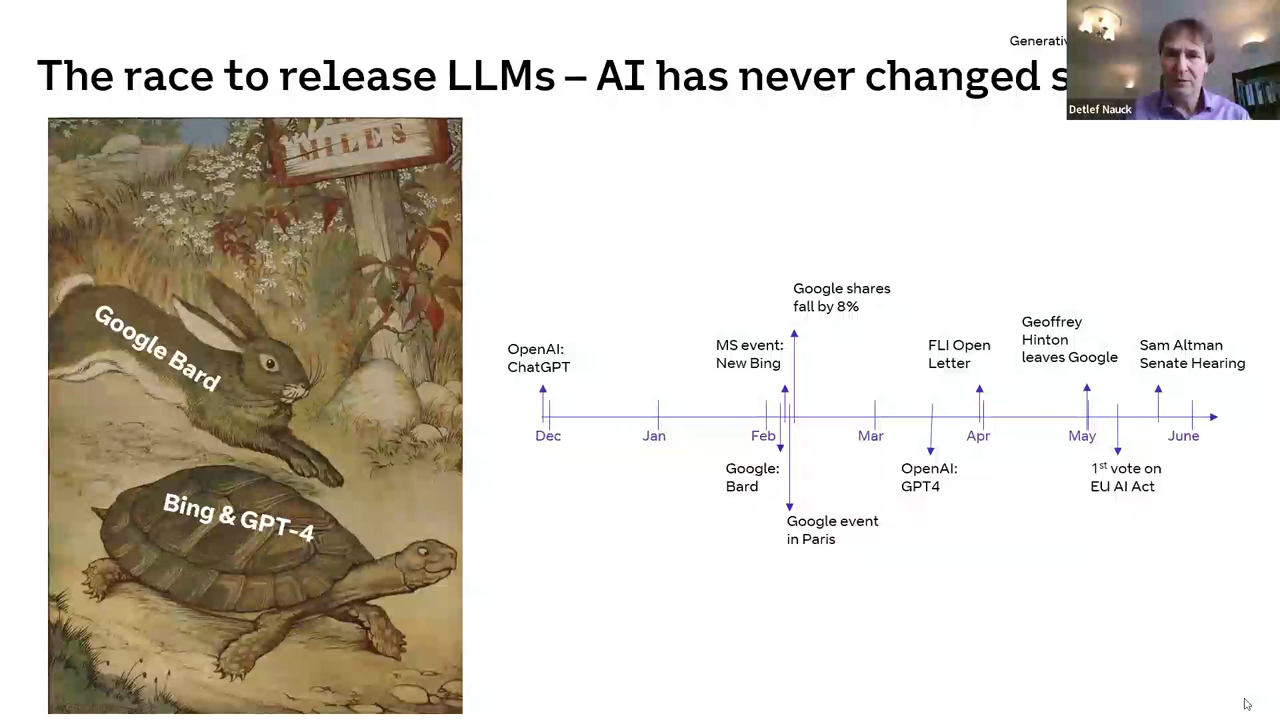 Generativ
The race to release LLMs – AI has never changed s
Detlef Nauck
MILES
Google Bard
Bing & GPT-4
Google shares
fall by 8%
OpenAI:
ChatGPT
MS event:
New Bing
FLI Open
Letter
Geoffrey
Hinton
leaves Google
Sam Altman
Senate Hearing
Dec
Jan
Feb
Mar
Apr
May
June
Google:
Bard
Google event
in Paris
OpenAI:
GPT4
1st vote on
EU AI Act